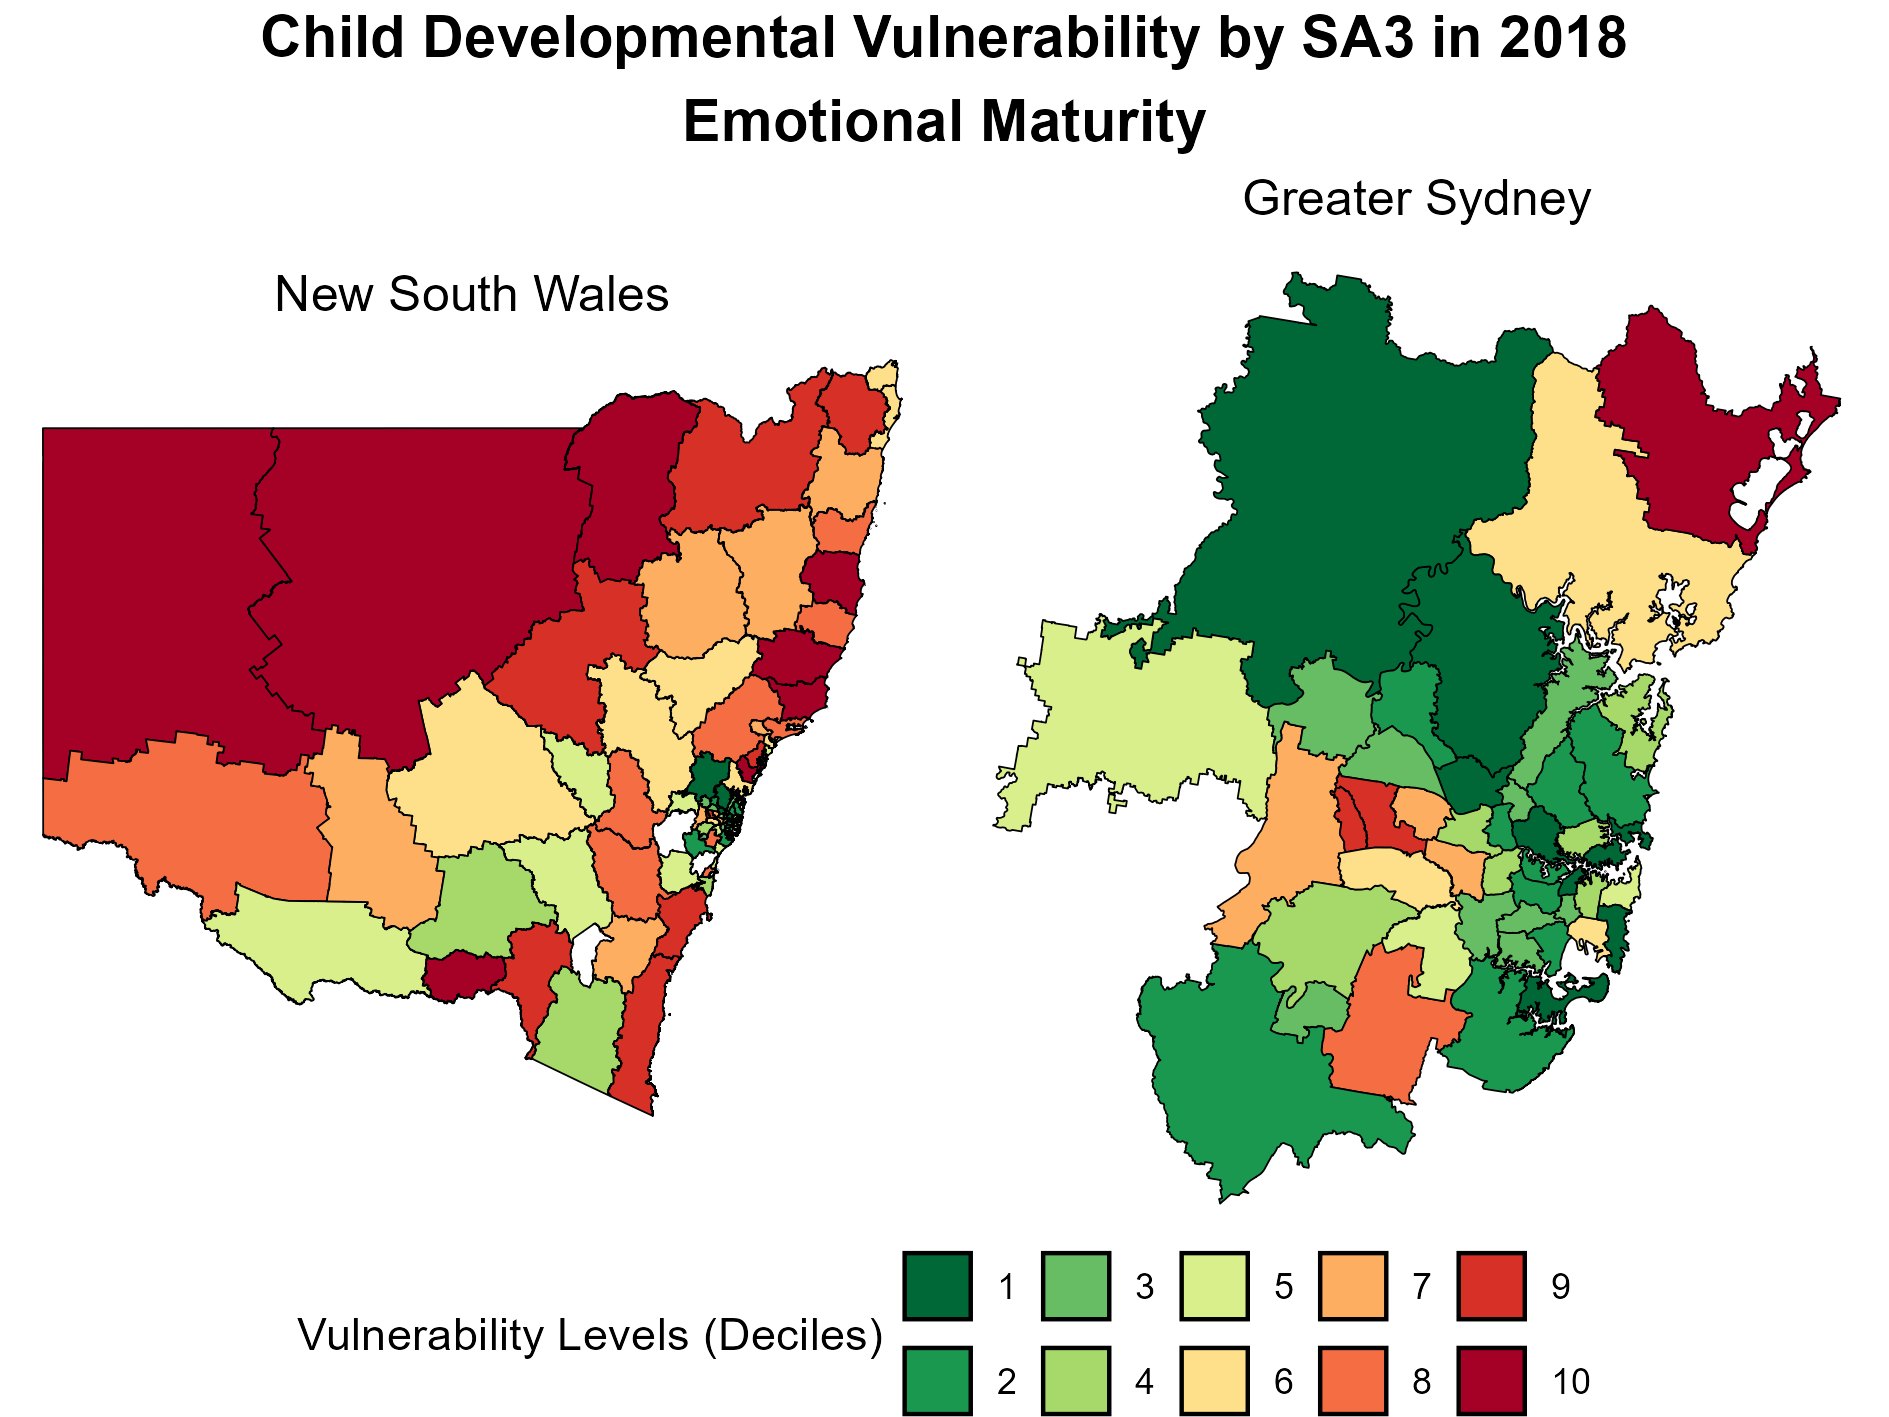 Child Developmental Vulnerability by SA3 in 2018
Emotional Maturity
Greater Sydney
New South Wales
Vulnerability Levels (Deciles)
1 3 5 7 9
2 4 6 8 10